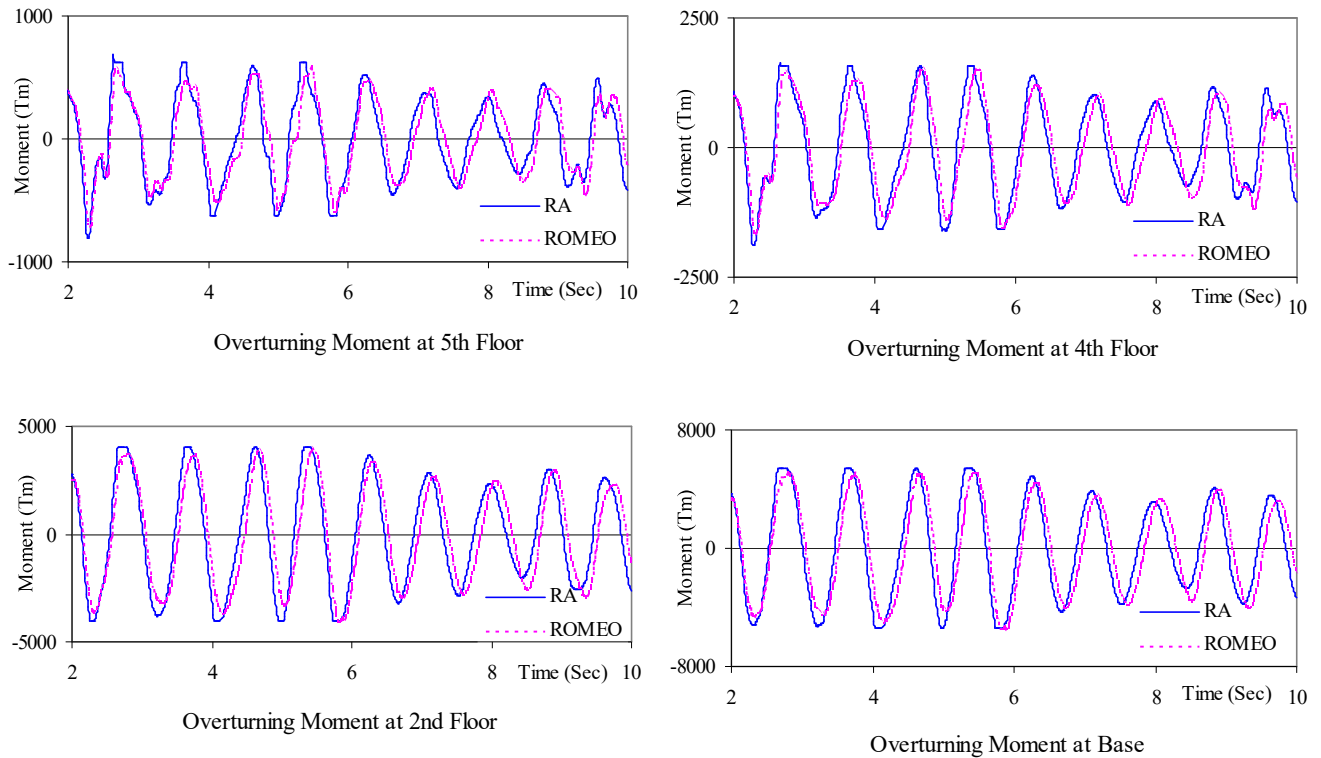 1000
Moment (Tm)
0
-1000
RA
ROMEO
2
4
6
8
Time (Sec)
10
Overturning Moment at 5th Floor
2500
Moment (Tm)
0
-2500
RA
ROMEO
2
4
6
8
Time (Sec)
10
Overturning Moment at 4th Floor
5000
Moment (Tm)
0
-5000
RA
ROMEO
2
4
6
8
Time (Sec)
10
Overturning Moment at 2nd Floor
8000
Moment (Tm)
0
-8000
RA
ROMEO
2
4
6
8
Time (Sec)
10
Overturning Moment at Base